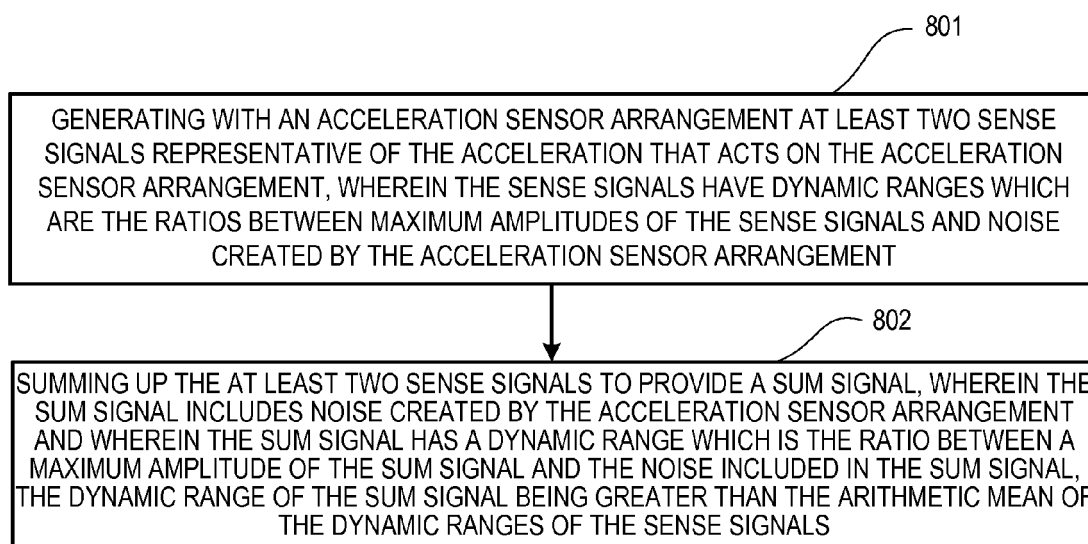 801
GENERATING WITH AN ACCELERATION SENSOR ARRANGEMENT AT LEAST TWO SENSE
SIGNALS REPRESENTATIVE OF THE ACCELERATION THAT ACTS ON THE ACCELERATION
SENSOR ARRANGEMENT, WHEREIN THE SENSE SIGNALS HAVE DYNAMIC RANGES WHICH
ARE THE RATIOS BETWEEN MAXIMUM AMPLITUDES OF THE SENSE SIGNALS AND NOISE
CREATED BY THE ACCELERATION SENSOR ARRANGEMENT
802
SUMMING UP THE AT LEAST TWO SENSE SIGNALS TO PROVIDE A SUM SIGNAL, WHEREIN THE
SUM SIGNAL INCLUDES NOISE CREATED BY THE ACCELERATION SENSOR ARRANGEMENT
AND WHEREIN THE SUM SIGNAL HAS A DYNAMIC RANGE WHICH IS THE RATIO BETWEEN A
MAXIMUM AMPLITUDE OF THE SUM SIGNAL AND THE NOISE INCLUDED IN THE SUM SIGNAL,
THE DYNAMIC RANGE OF THE SUM SIGNAL BEING GREATER THAN THE ARITHMETIC MEAN OF
THE DYNAMIC RANGES OF THE SENSE SIGNALS